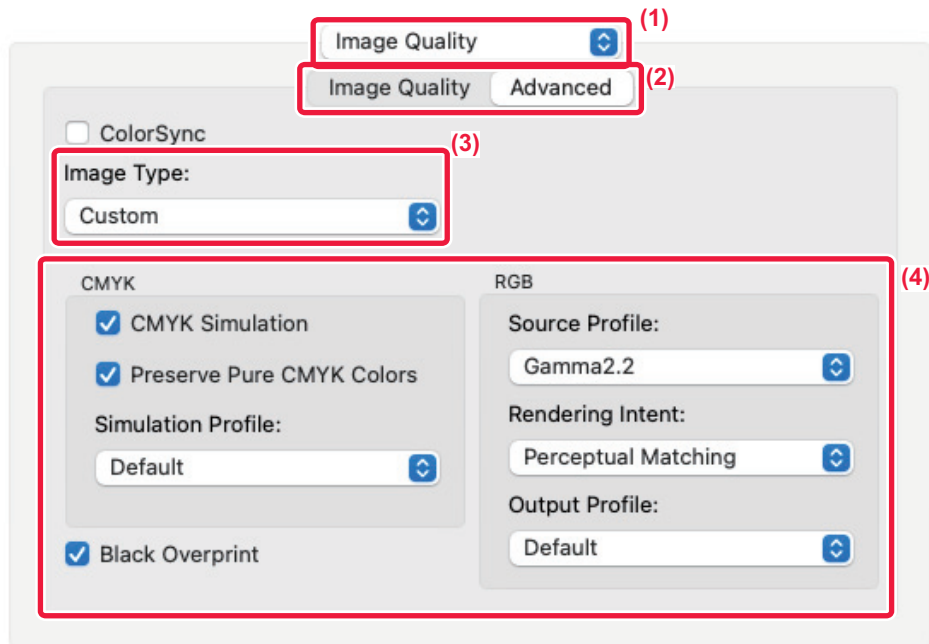 (1)
Image Quality
(2)
Image Quality Advanced
ColorSync
(3)
Image Type:
Custom
(4)
CMYK
CMYK Simulation
Preserve Pure CMYK Colors
Simulation Profile:
Default
Black Overprint
RGB
Source Profile:
Gamma2.2
Rendering Intent:
Perceptual Matching
Output Profile:
Default